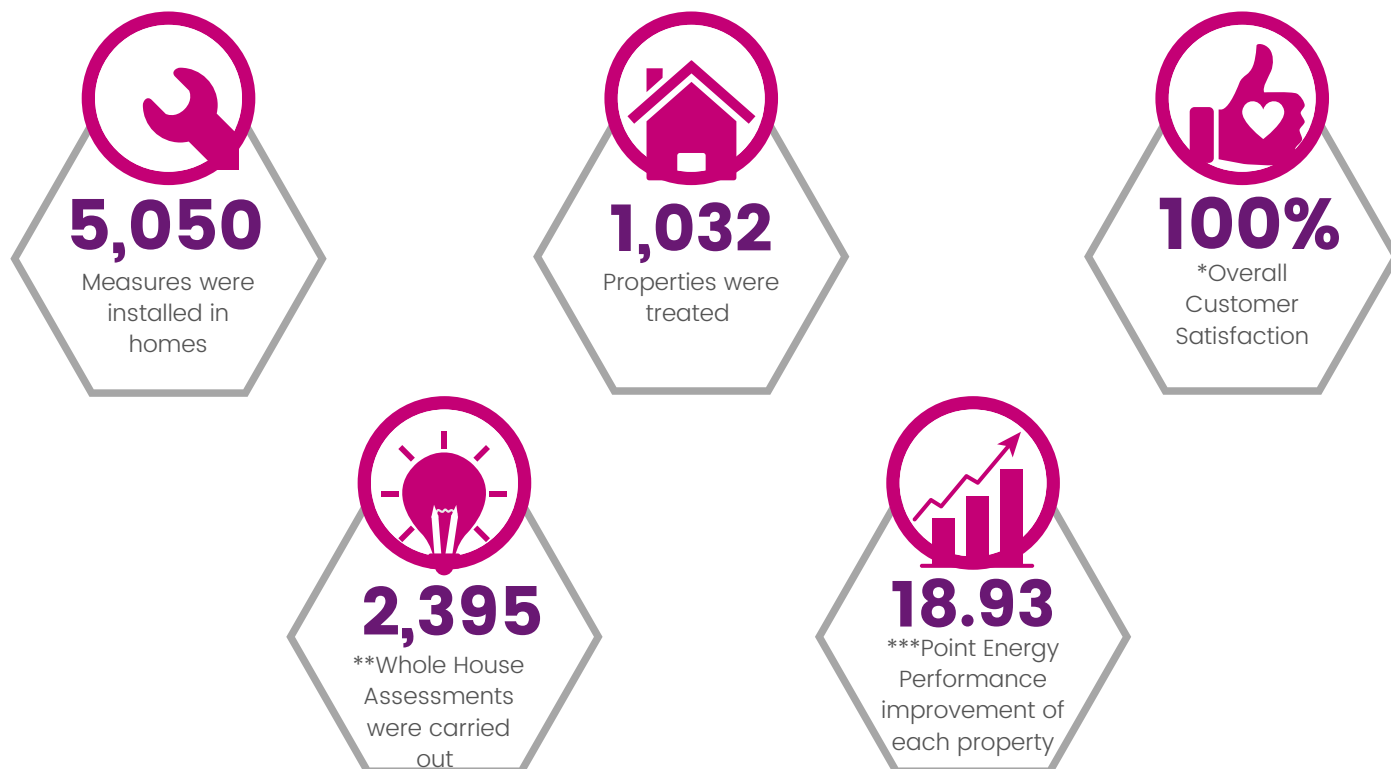 5,050
Measures were
installed in
homes
1,032
Properties were
treated
100%
*Overall
Customer
Satisfaction
2,395
**Whole House
Assessments
were carried
out
18.93
***Point Energy
Performance
improvement of
each property